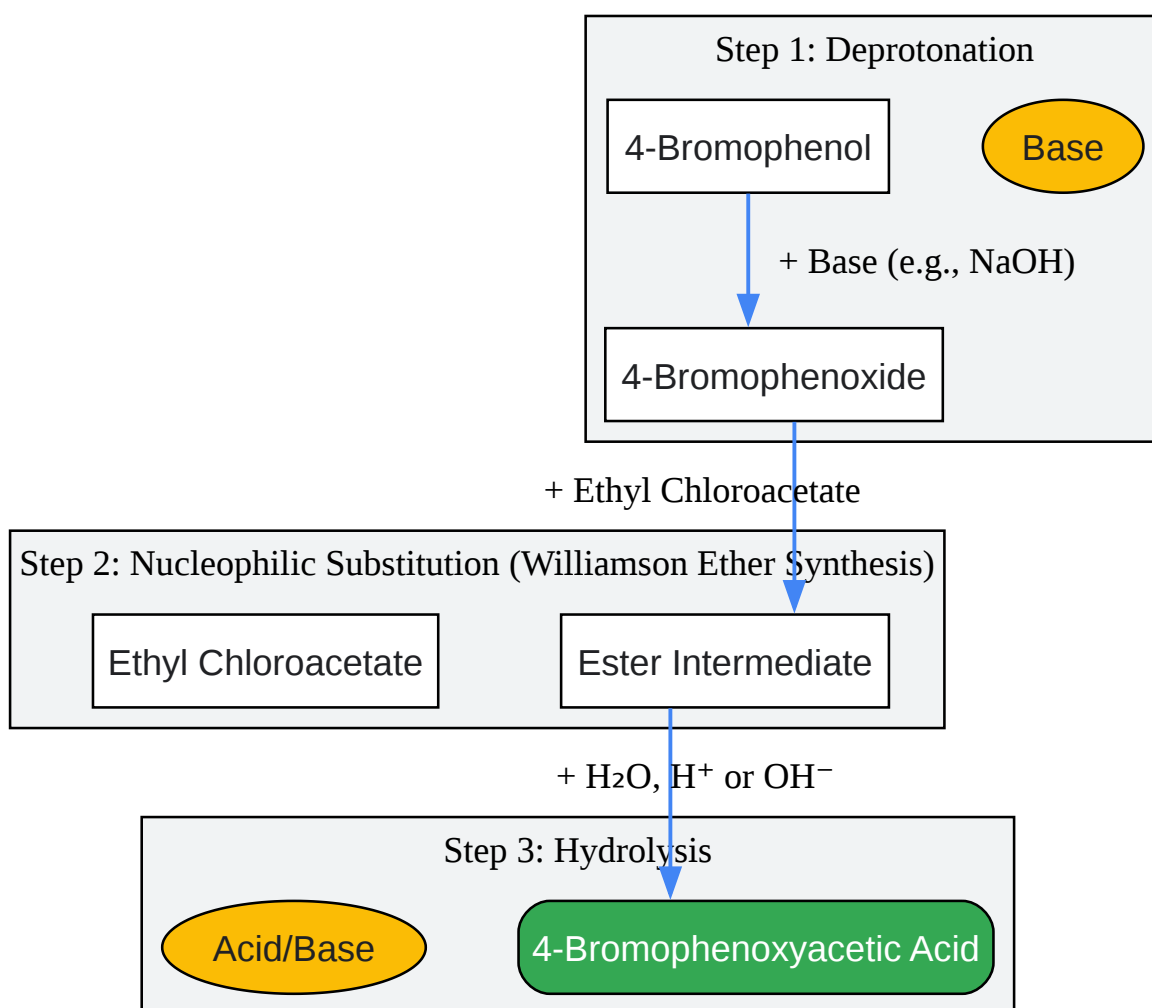 Step 1: Deprotonation
4-Bromophenol
Base
+ Base (e.g., NaOH)
4-Bromophenoxide
+ Ethyl Chloroacetate
Step 2: Nucleophilic Substitution (Williamson Ether Synthesis)
Ethyl Chloroacetate
Ester Intermediate
+ H₂O, H⁺ or OH⁻
Step 3: Hydrolysis
Acid/Base
4-Bromophenoxyacetic Acid